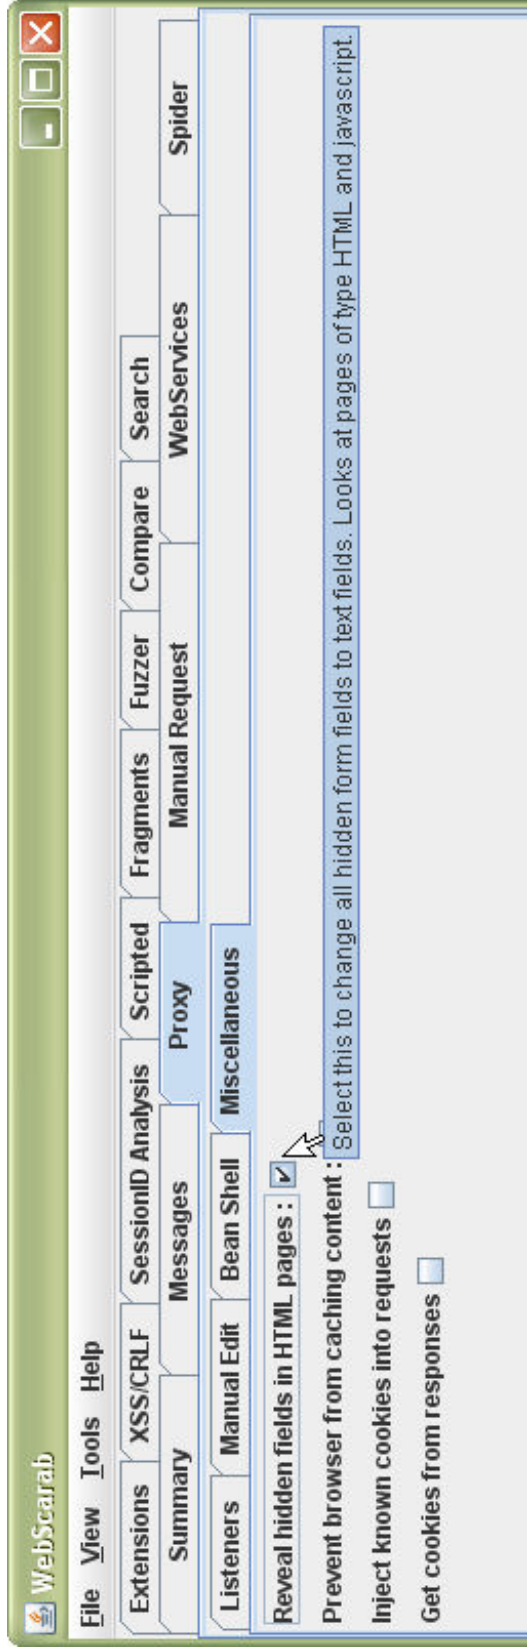 WebScarab
File View Tools Help
Extensions XSS/CRLF SessionID Analysis Scripted Fragments Fuzzer Compare Search
Summary Messages Proxy Manual Request WebServices Spider
Listeners Manual Edit Bean Shell Miscellaneous
Reveal hidden fields in HTML pages :
Prevent browser from caching content :
Select this to change all hidden form fields to text fields. Looks at pages of type HTML and javascript.
Inject known cookies into requests
Get cookies from responses